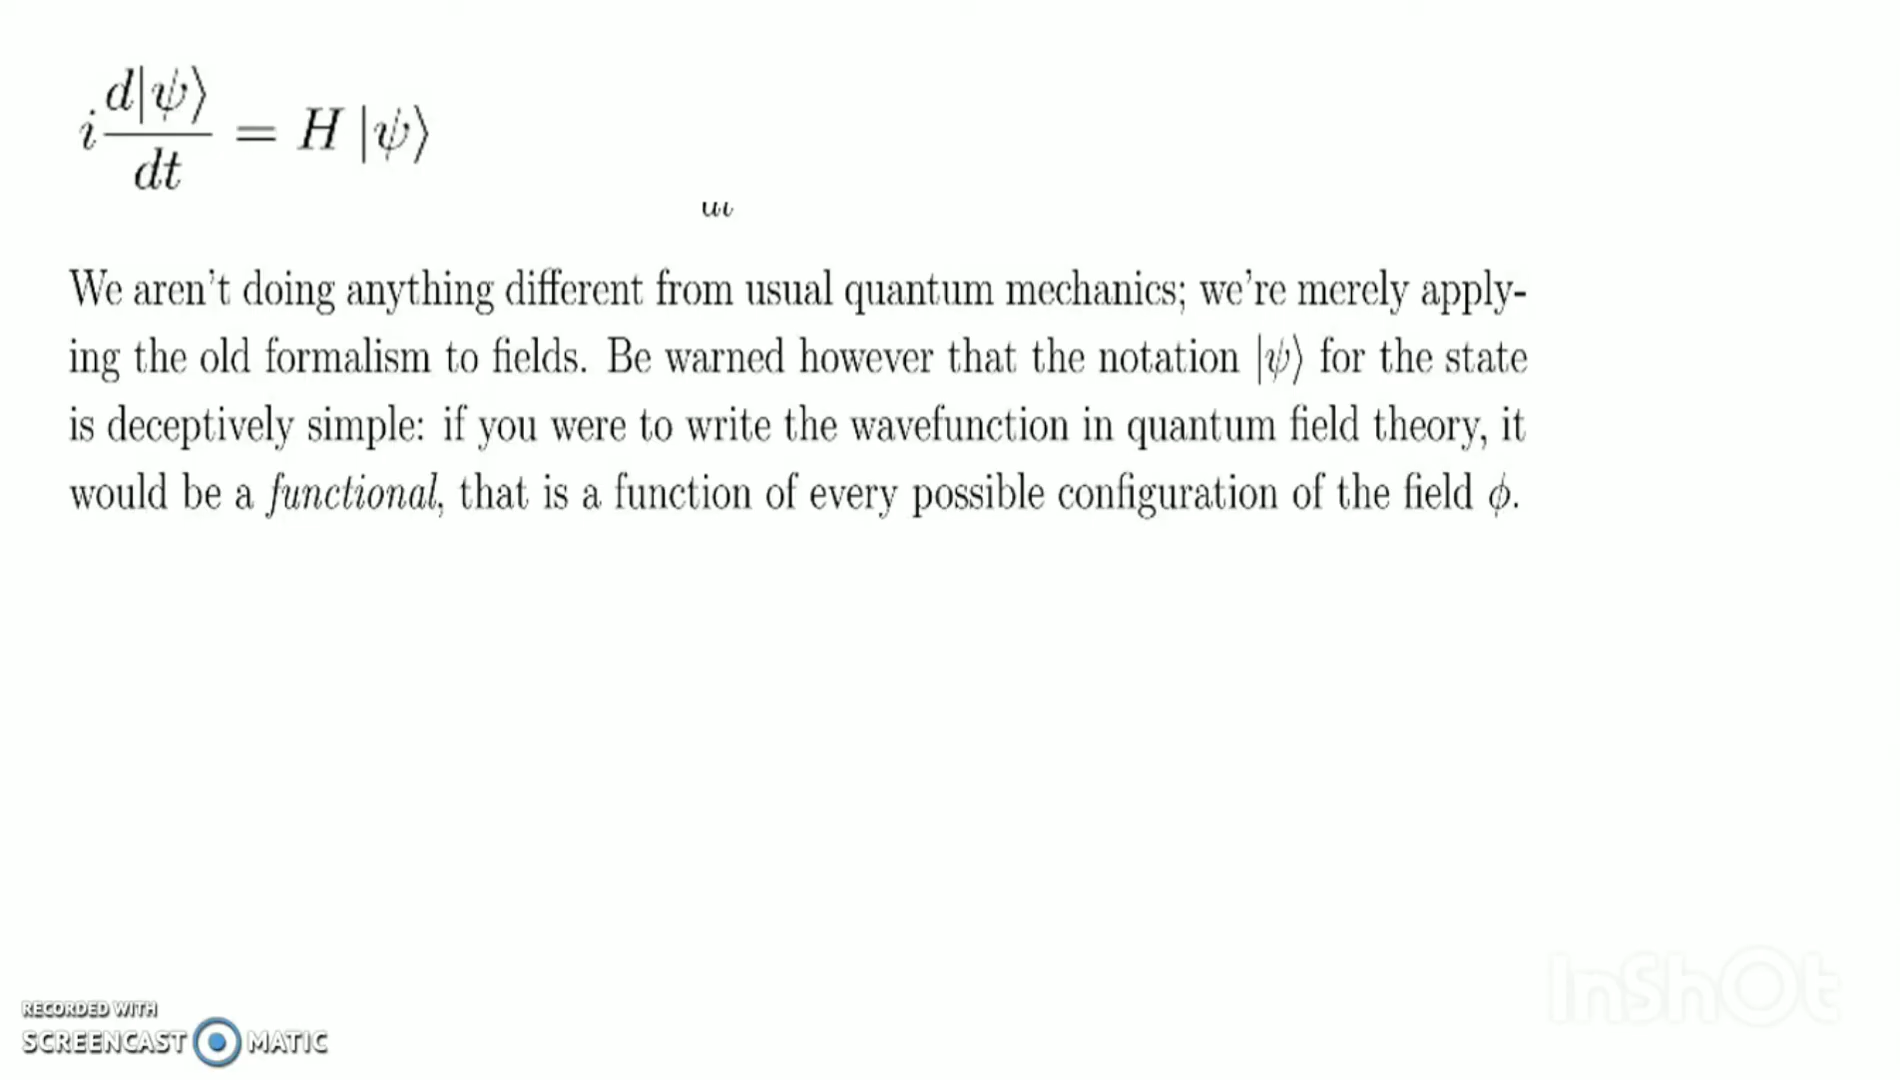 i d|ψ⟩/dt = H |ψ⟩
We aren't doing anything different from usual quantum mechanics; we're merely apply-
ing the old formalism to fields. Be warned however that the notation |ψ⟩ for the state
is deceptively simple: if you were to write the wavefunction in quantum field theory, it
would be a functional, that is a function of every possible configuration of the field ϕ.
InShOt
RECORDED WITH
SCREENCAST MATIC